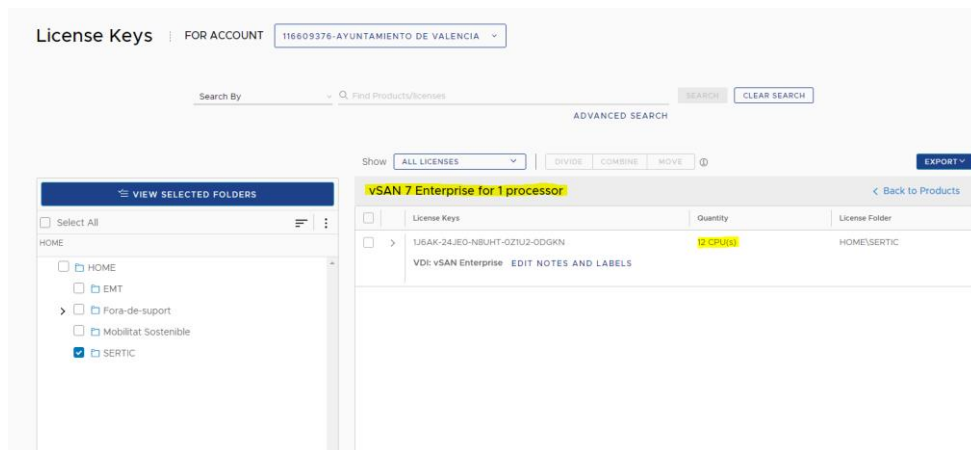 License Keys FOR ACCOUNT 116609376-AYUNTAMIENTO DE VALENCIA
Search By Find Products/licenses SEARCH CLEAR SEARCH
ADVANCED SEARCH
Show ALL LICENSES DIVIDE COMBINE MOVE EXPORT
VIEW SELECTED FOLDERS
Select All
HOME
HOME
EMT
Fora-de-suport
Mobilitat Sostenible
SERTIC
vSAN 7 Enterprise for 1 processor Back to Products
License Keys Quantity License Folder
1J6AK-24JE0-N8UHT-0Z1U2-0DGKN 12 CPU(s) HOME\SERTIC
VDI: vSAN Enterprise EDIT NOTES AND LABELS